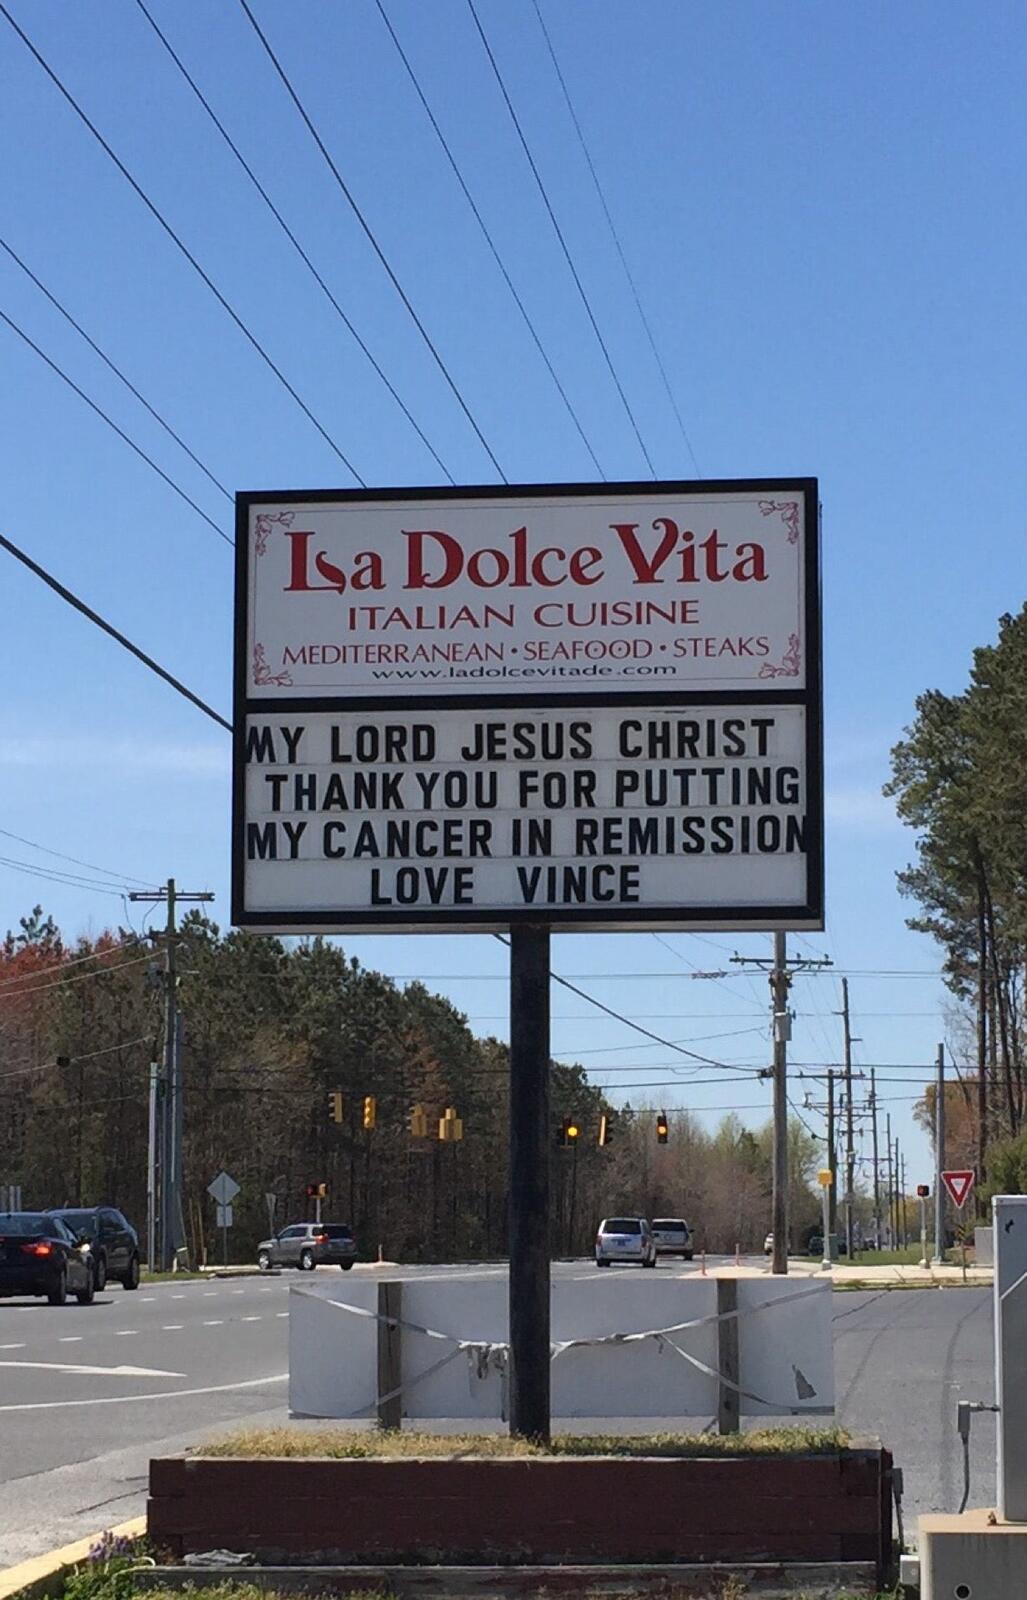 La Dolce Vita
ITALIAN CUISINE
MEDITERRANEAN • SEAFOOD • STEAKS
www.ladolcevitade.com
MY LORD JESUS CHRIST
THANK YOU FOR PUTTING
MY CANCER IN REMISSION
LOVE VINCE